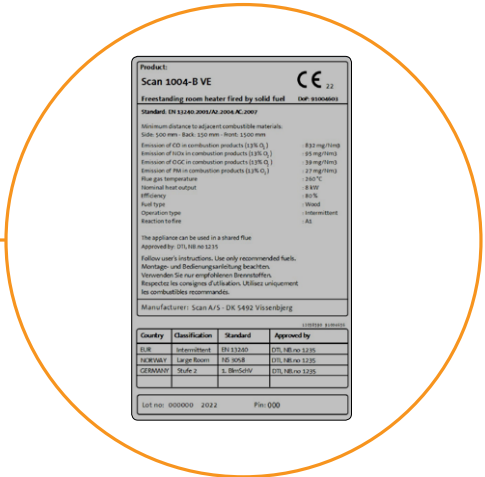 Product:
Scan 1004-B VE
CE 22
Freestanding room heater fired by solid fuel DoP: 91004603
Standard: EN 13240.2001/A2.2004.AC.2007
Minimum distance to adjacent combustible materials.
Side: 500 mm - Back: 150 mm - Front: 1500 mm
Emission of CO in combustion products (13% O₂) : 832 mg/Nm3
Emission of NOx in combustion products (13% O₂) : 95 mg/Nm3
Emission of OGC in combustion products (13% O₂) : 39 mg/Nm3
Emission of PM in combustion products (13% O₂) : 27 mg/Nm3
Flue gas temperature : 260°C
Nominal heat output : 8 kW
Efficiency : 80%
Fuel type : Wood
Operation type : Intermittent
Reaction to fire : A1
The appliance can be used in a shared flue
Approved by: DTI, NB no 1235
Follow user's instructions. Use only recommended fuels.
Montage- und Bedienungsanleitung beachten.
Verwenden Sie nur empfohlenen Brennstoffen.
Respectez les consignes d'utlisation. Utilisez uniquement
les combustibles recommandés.
Manufacturer: Scan A/S - DK 5492 Vissenbjerg
Country Classification Standard Approved by
EUR Intermittent EN 13240 DTI, NB.no 1235
NORWAY Large Room NS 3058 DTI, NB.no 1235
GERMANY Stufe 2 1. BImSchV DTI, NB.no 1235
Lot no: 000000 2022 Pin: 000